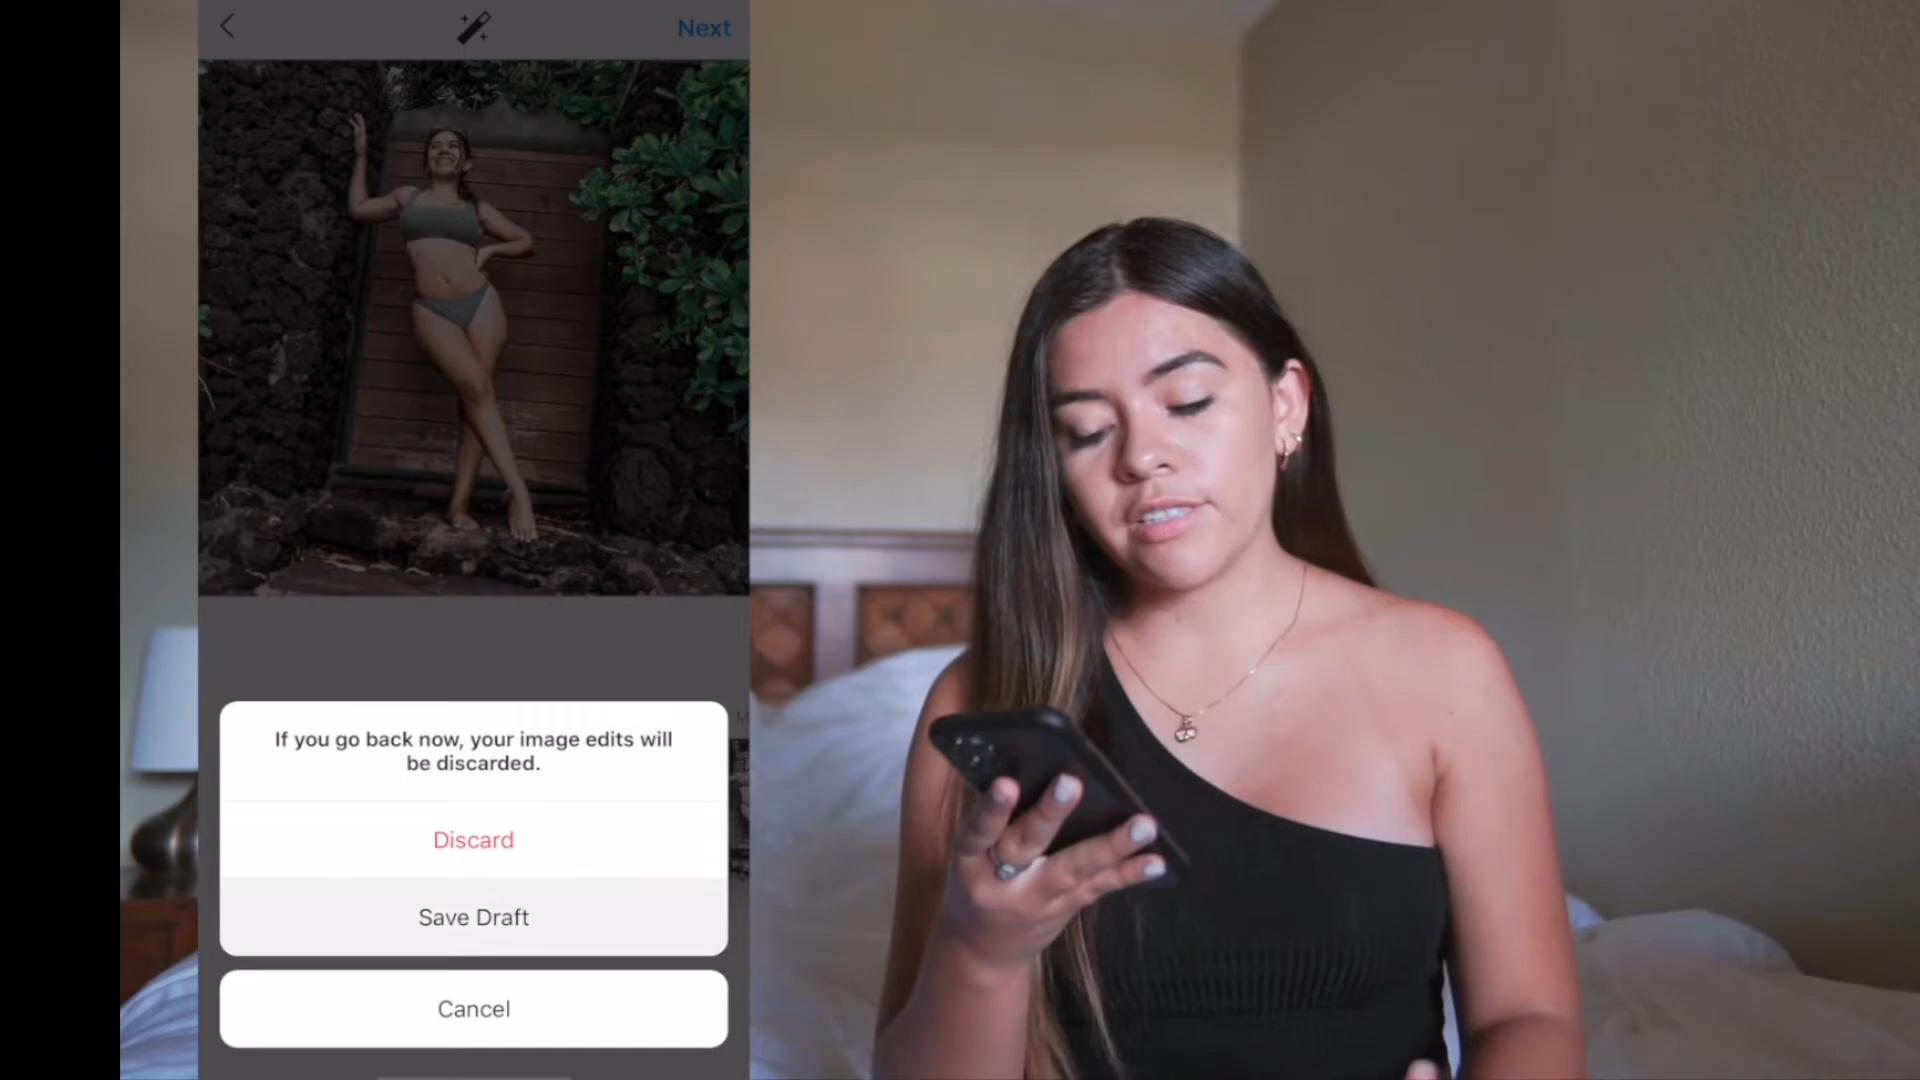 Next
If you go back now, your image edits will
be discarded.
Discard
Save Draft
Cancel